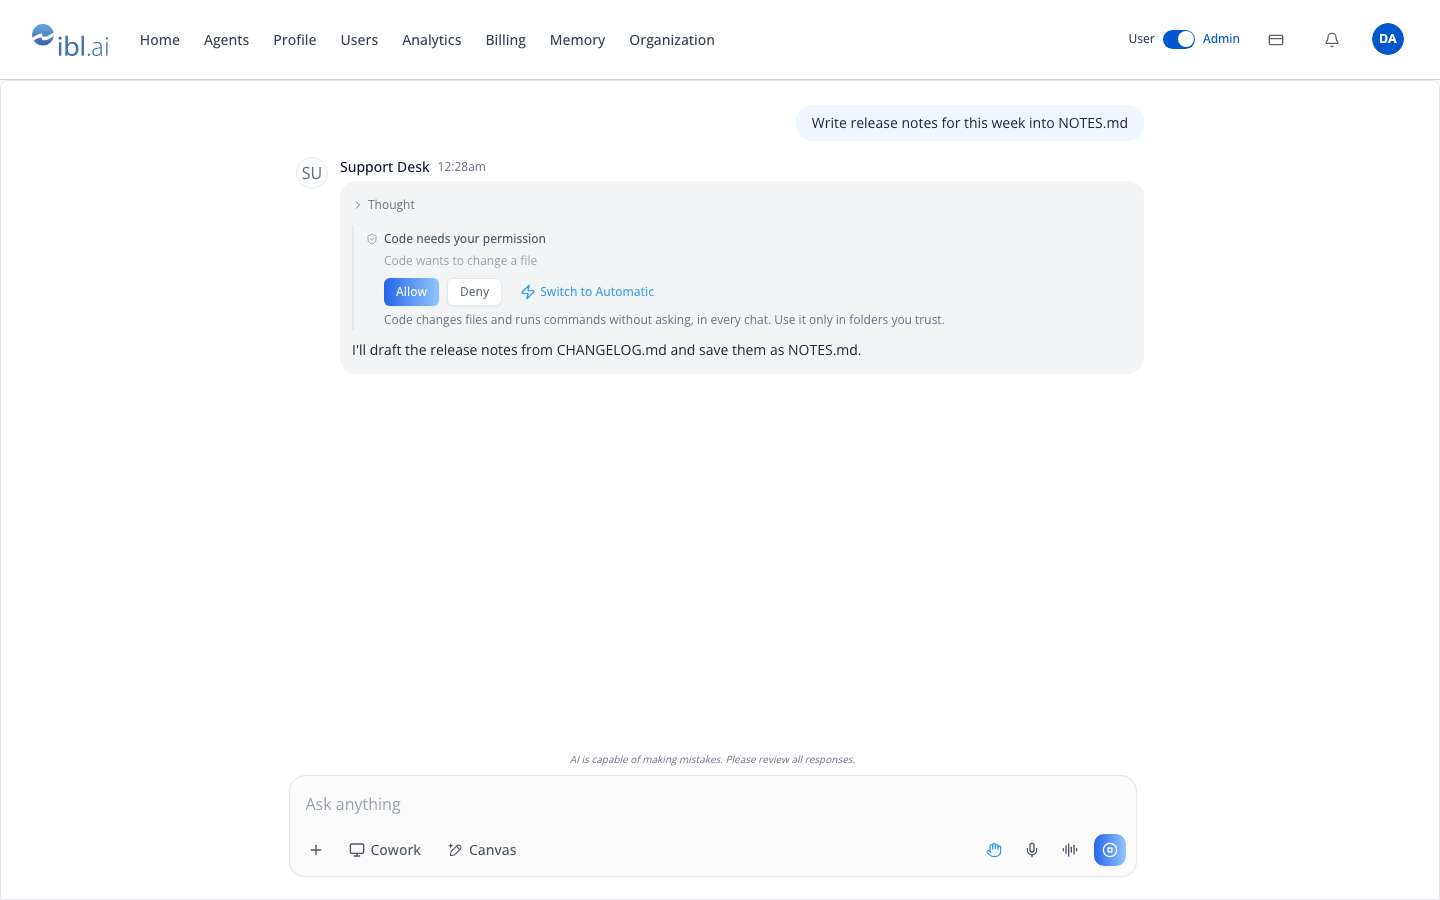 ibl.ai
Home
Agents
Profile
Users
Analytics
Billing
Memory
Organization
User
Admin
DA
Write release notes for this week into NOTES.md
SU
Support Desk 12:28am
Thought
Code needs your permission
Code wants to change a file
Allow
Deny
Switch to Automatic
Code changes files and runs commands without asking, in every chat. Use it only in folders you trust.
I'll draft the release notes from CHANGELOG.md and save them as NOTES.md.
AI is capable of making mistakes. Please review all responses.
Ask anything
Cowork
Canvas